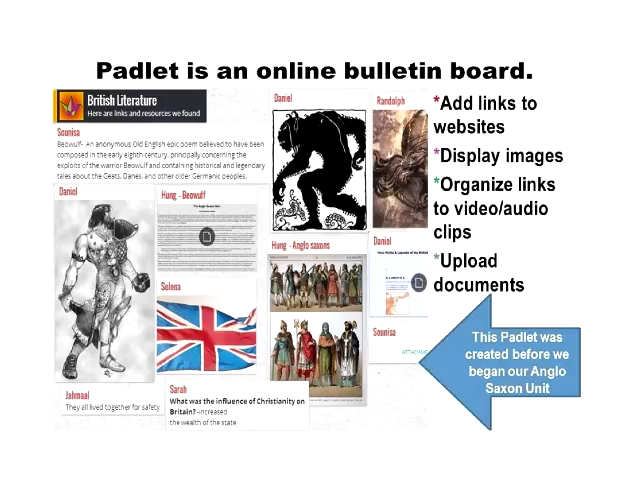 Padlet is an online bulletin board.
British Literature
Here are links and resources we found
Sounisa
Beowulf- An anonymous Old English epic poem believed to have been
composed in the early eighth century, principally concerning the
exploits of the warrior Beowulf and containing historical and legendary
tales about the Geats, Danes, and other older Germanic peoples.
Daniel
Hung - Beowulf
Selena
Jahmaal
They all lived together for safety
Sarah
What was the influence of Christianity on
Britain? -increased
the wealth of the state
Daniel
Hung - Anglo saxons
Randolph
Daniel
Sounisa
*Add links to
websites
*Display images
*Organize links
to video/audio
clips
*Upload
documents
This Padlet was
created before we
began our Anglo
Saxon Unit